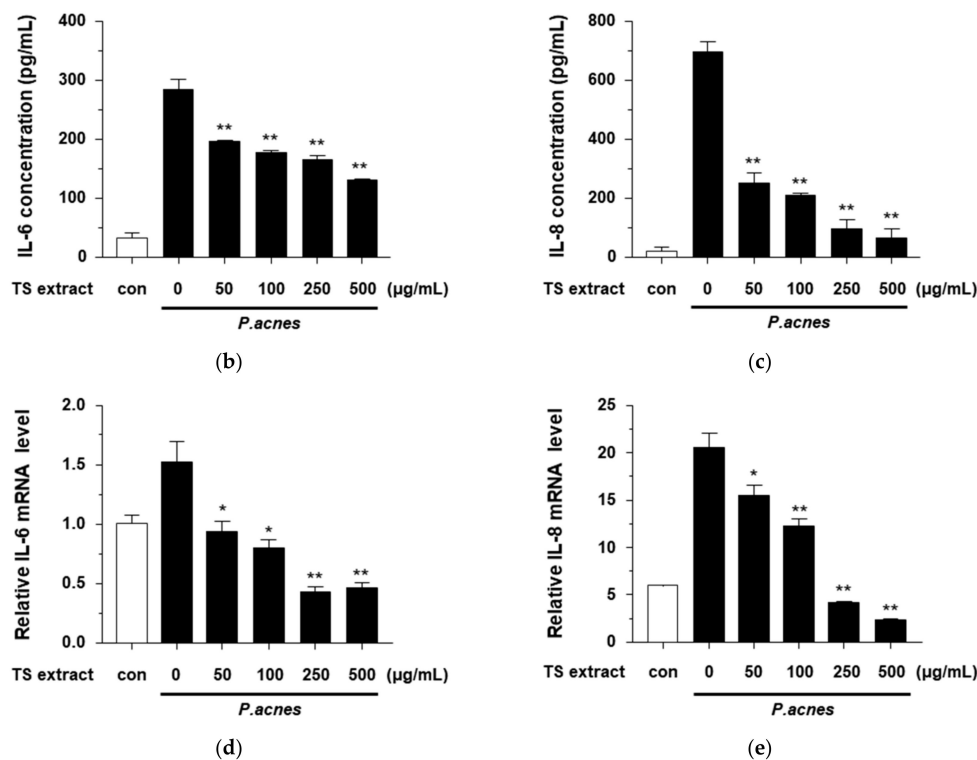 400
300
200
100
0
IL-6 concentration (pg/mL)
** ** ** **
TS extract con 0 50 100 250 500 (µg/mL)
P.acnes
(b)
800
600
400
200
0
IL-8 concentration (pg/mL)
** ** ** **
TS extract con 0 50 100 250 500 (µg/mL)
P.acnes
(c)
2.0
1.5
1.0
0.5
0.0
Relative IL-6 mRNA level
* * ** **
TS extract con 0 50 100 250 500 (µg/mL)
P.acnes
(d)
25
20
15
10
5
0
Relative IL-8 mRNA level
* ** ** **
TS extract con 0 50 100 250 500 (µg/mL)
P.acnes
(e)